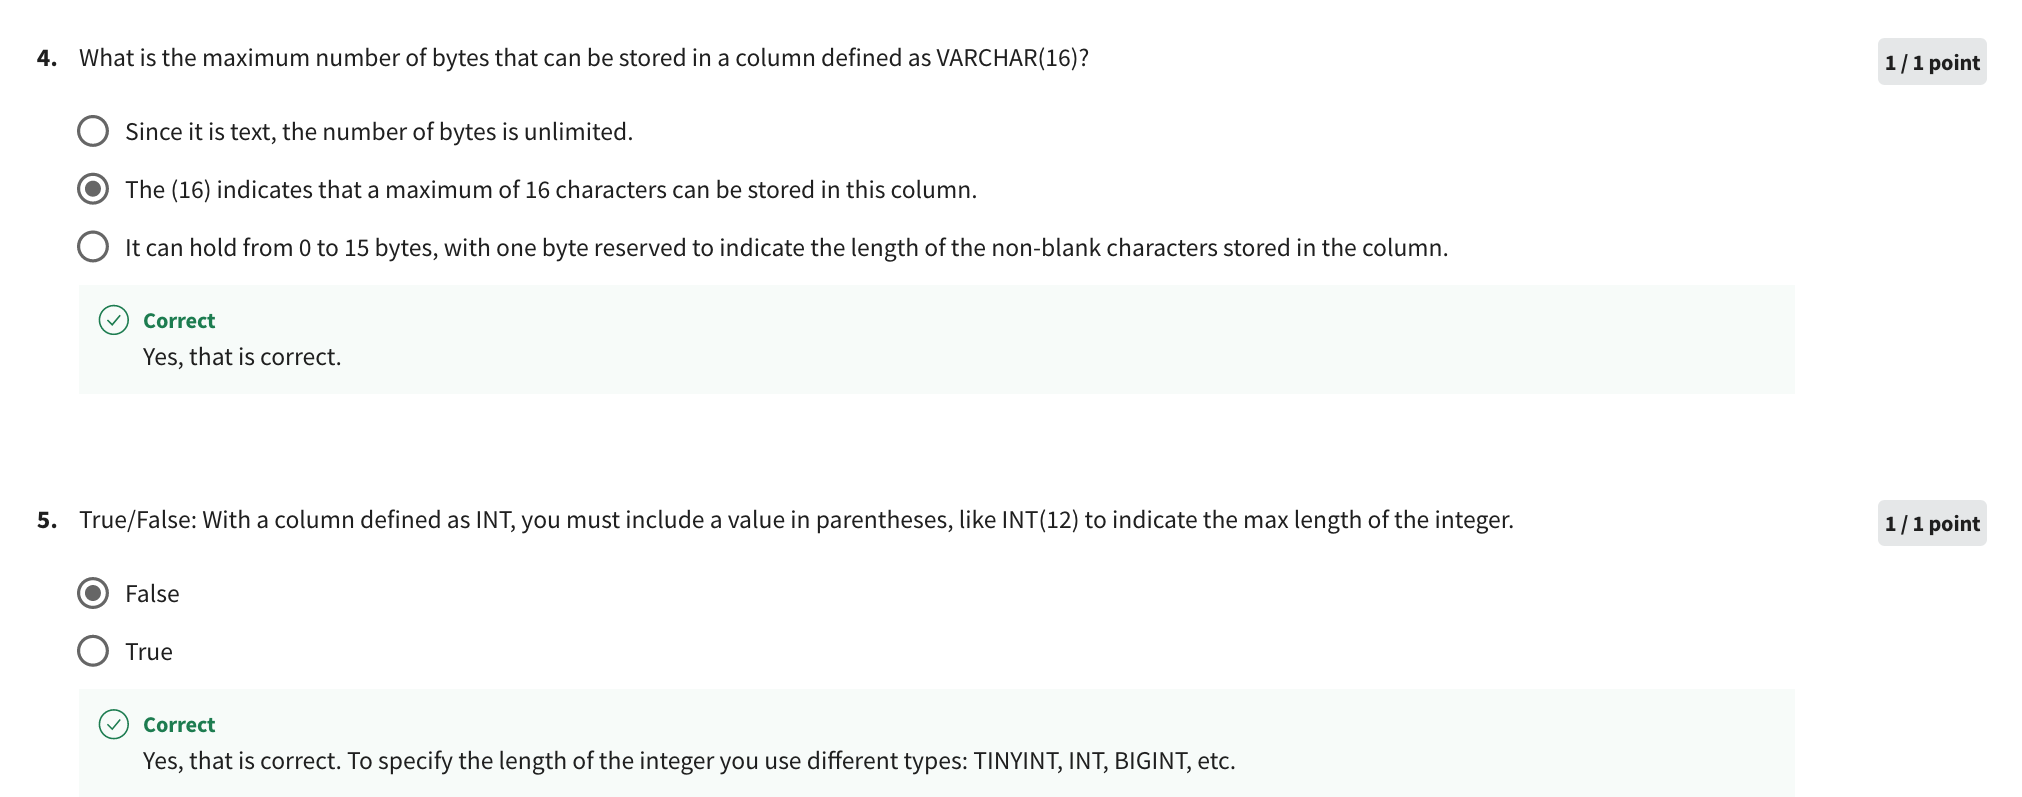 4. What is the maximum number of bytes that can be stored in a column defined as VARCHAR(16)?
1 / 1 point
Since it is text, the number of bytes is unlimited.
The (16) indicates that a maximum of 16 characters can be stored in this column.
It can hold from 0 to 15 bytes, with one byte reserved to indicate the length of the non-blank characters stored in the column.
Correct
Yes, that is correct.
5. True/False: With a column defined as INT, you must include a value in parentheses, like INT(12) to indicate the max length of the integer.
1 / 1 point
False
True
Correct
Yes, that is correct. To specify the length of the integer you use different types: TINYINT, INT, BIGINT, etc.